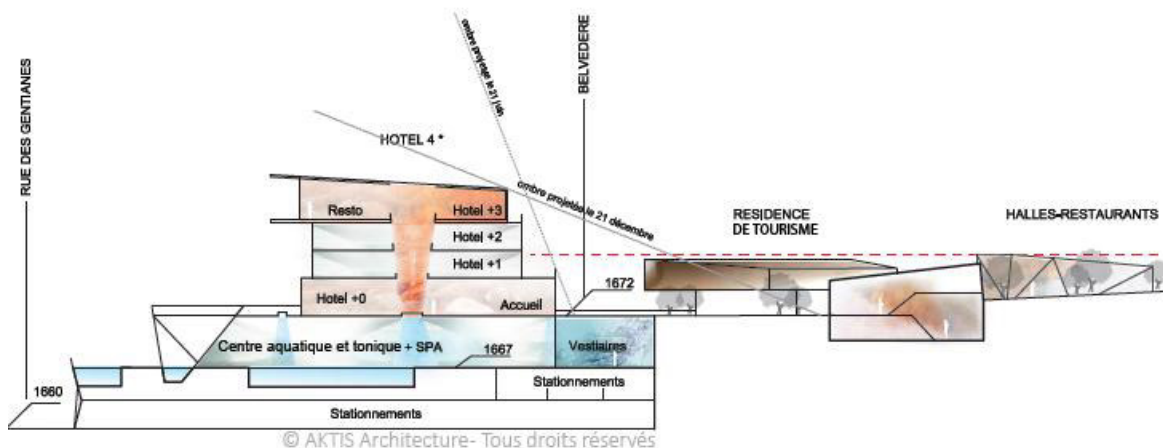 RUE DES GENTIANES
ombre projetée le 21 juin
BELVEDERE
HOTEL 4 *
ombre projetée le 21 décembre
RESIDENCE
DE TOURISME
HALLES-RESTAURANTS
Resto
Hotel +3
Hotel +2
Hotel +1
Hotel +0
Accueil
1672
Centre aquatique et tonique + SPA
1667
Vestiaires
1660
Stationnements
Stationnements
© AKTIS Architecture- Tous droits réservés